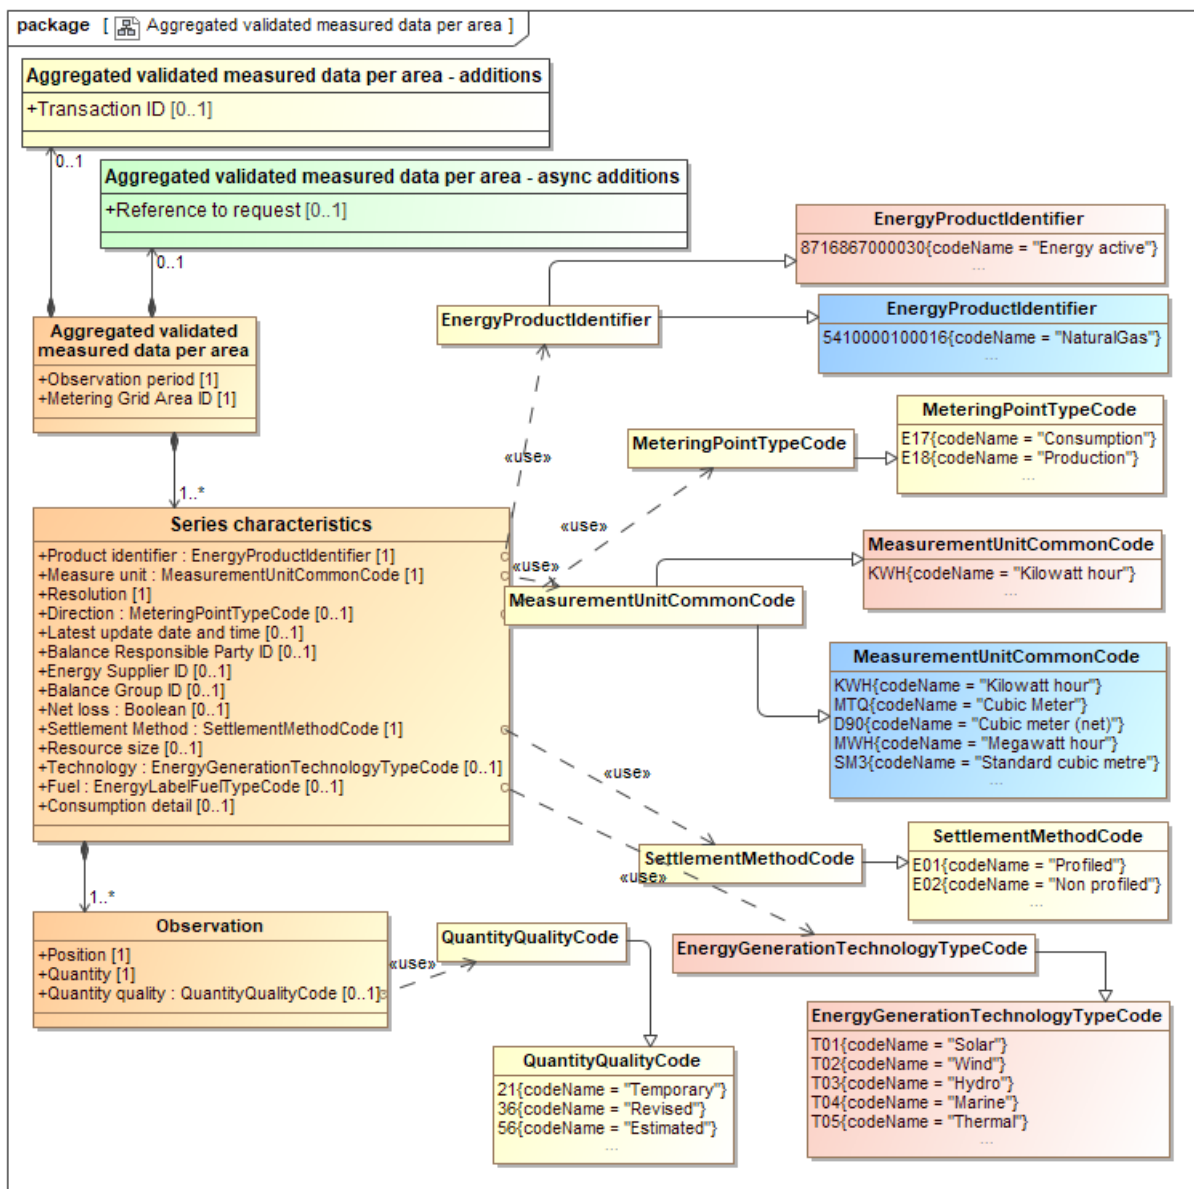 package [ Aggregated validated measured data per area ]
Aggregated validated measured data per area - additions
+Transaction ID [0..1]
0..1
Aggregated validated measured data per area - async additions
+Reference to request [0..1]
0..1
Aggregated validated
measured data per area
+Observation period [1]
+Metering Grid Area ID [1]
1..*
EnergyProductIdentifier
EnergyProductIdentifier
8716867000030{codeName = "Energy active"}
...
EnergyProductIdentifier
5410000100016{codeName = "NaturalGas"}
...
«use»
MeteringPointTypeCode
MeteringPointTypeCode
E17{codeName = "Consumption"}
E18{codeName = "Production"}
...
«use»
Series characteristics
+Product identifier : EnergyProductIdentifier [1]
+Measure unit : MeasurementUnitCommonCode [1]
+Resolution [1]
+Direction : MeteringPointTypeCode [0..1]
+Latest update date and time [0..1]
+Balance Responsible Party ID [0..1]
+Energy Supplier ID [0..1]
+Balance Group ID [0..1]
+Net loss : Boolean [0..1]
+Settlement Method : SettlementMethodCode [1]
+Resource size [0..1]
+Technology : EnergyGenerationTechnologyTypeCode [0..1]
+Fuel : EnergyLabelFuelTypeCode [0..1]
+Consumption detail [0..1]
1..*
«use»
MeasurementUnitCommonCode
MeasurementUnitCommonCode
KWH{codeName = "Kilowatt hour"}
...
MeasurementUnitCommonCode
KWH{codeName = "Kilowatt hour"}
MTQ{codeName = "Cubic Meter"}
D90{codeName = "Cubic meter (net)"}
MWH{codeName = "Megawatt hour"}
SM3{codeName = "Standard cubic metre"}
...
«use»
SettlementMethodCode
SettlementMethodCode
E01{codeName = "Profiled"}
E02{codeName = "Non profiled"}
...
«use»
Observation
+Position [1]
+Quantity [1]
+Quantity quality : QuantityQualityCode [0..1]
«use»
QuantityQualityCode
QuantityQualityCode
21{codeName = "Temporary"}
36{codeName = "Revised"}
56{codeName = "Estimated"}
...
EnergyGenerationTechnologyTypeCode
EnergyGenerationTechnologyTypeCode
T01{codeName = "Solar"}
T02{codeName = "Wind"}
T03{codeName = "Hydro"}
T04{codeName = "Marine"}
T05{codeName = "Thermal"}
...